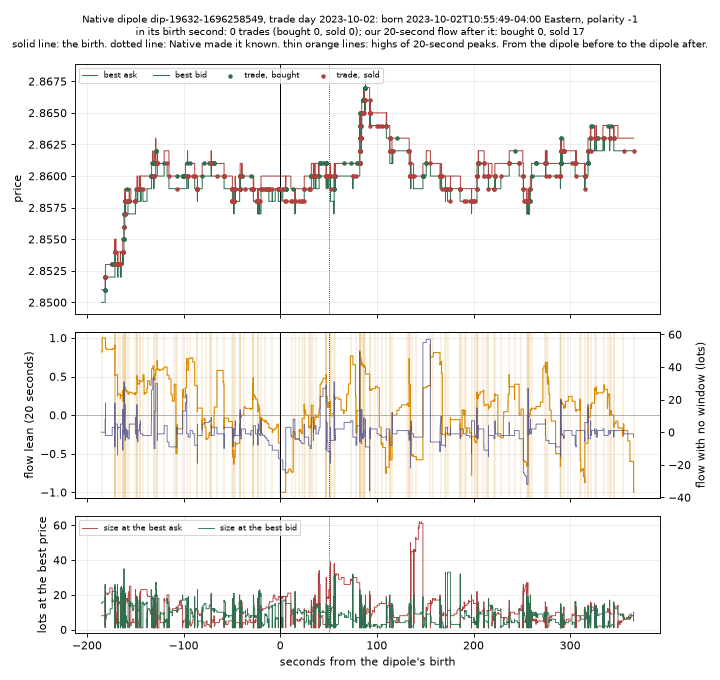 Native dipole dip-19632-1696258549, trade day 2023-10-02: born 2023-10-02T10:55:49-04:00 Eastern, polarity -1
in its birth second: 0 trades (bought 0, sold 0); our 20-second flow after it: bought 0, sold 17
solid line: the birth. dotted line: Native made it known. thin orange lines: highs of 20-second peaks. From the dipole before to the dipole after.
best ask best bid trade, bought trade, sold
2.8675
2.8650
2.8625
2.8600
2.8575
2.8550
2.8525
2.8500
price
1.0
0.5
0.0
−0.5
−1.0
flow lean (20 seconds)
60
40
20
0
−20
−40
flow with no window (lots)
size at the best ask size at the best bid
60
40
20
0
lots at the best price
−200 −100 0 100 200 300
seconds from the dipole's birth